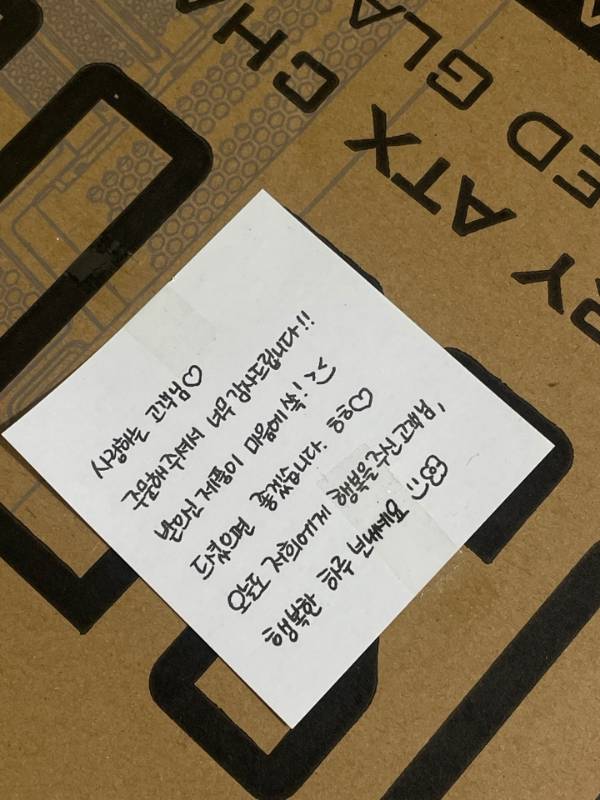 RY ATX CHA
ED GLA
사랑하는 고객님♡
주문해주셔 너무 감사드립니다!!
받으신 제품이 마음에 쏙! ><
드셨으면 좋겠습니다. ㅎㅎ♡
오늘도 저희에게 행복을 주신 고객님,
행복한 하루 보내세요 :)